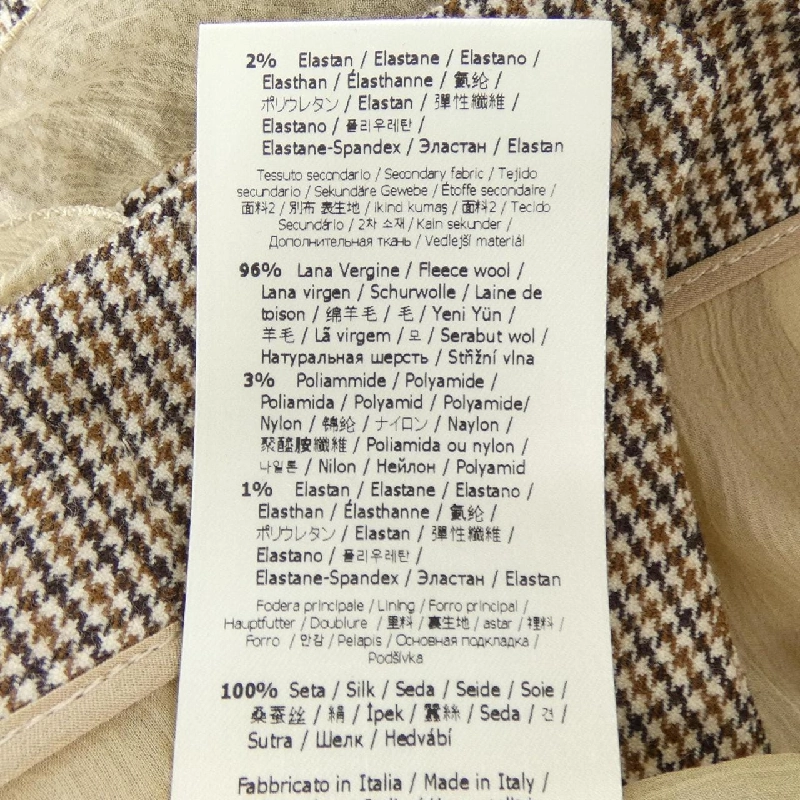 2% Elastan / Elastane / Elastano /
Elasthan / Élasthanne / 氨纶 /
ポリウレタン / Elastan / 彈性纖維 /
Elastano / 폴리우레탄 /
Elastane-Spandex / Эластан / Elastan
Tessuto secondario / Secondary fabric / Tejido
secundario / Sekundäre Gewebe / Étoffe secondaire /
面料2 / 別布 表生地 / ikind kumaş / 面料2 / Tecido
Secundário / 2차 소재 / Kain sekunder /
Дополнительная ткань / Vedlejší materiál
96% Lana Vergine / Fleece wool /
Lana virgen / Schurwolle / Laine de
toison / 绵羊毛 / 毛 / Yeni Yün /
羊毛 / Lã virgem / 모 / Serabut wol /
Натуральная шерсть / Střižní vlna
3% Poliammide / Polyamide /
Poliamida / Polyamid / Polyamide/
Nylon / 锦纶 / ナイロン / Naylon /
聚醯胺纖維 / Poliamida ou nylon /
나일론 / Nilon / Нейлон / Polyamid
1% Elastan / Elastane / Elastano /
Elasthan / Élasthanne / 氨纶 /
ポリウレタン / Elastan / 彈性纖維 /
Elastano / 폴리우레탄 /
Elastane-Spandex / Эластан / Elastan
Fodera principale / Lining / Forro principal /
Hauptfutter / Doublure / 里料 / 裏生地 / astar / 裡料 /
Forro / 안감 / Pelapis / Основная подкладка /
Podšívka
100% Seta / Silk / Seda / Seide / Soie /
桑蚕丝 / 絹 / İpek / 蠶絲 / Seda / 견 /
Sutra / Шелк / Hedvábí
Fabbricato in Italia / Made in Italy /